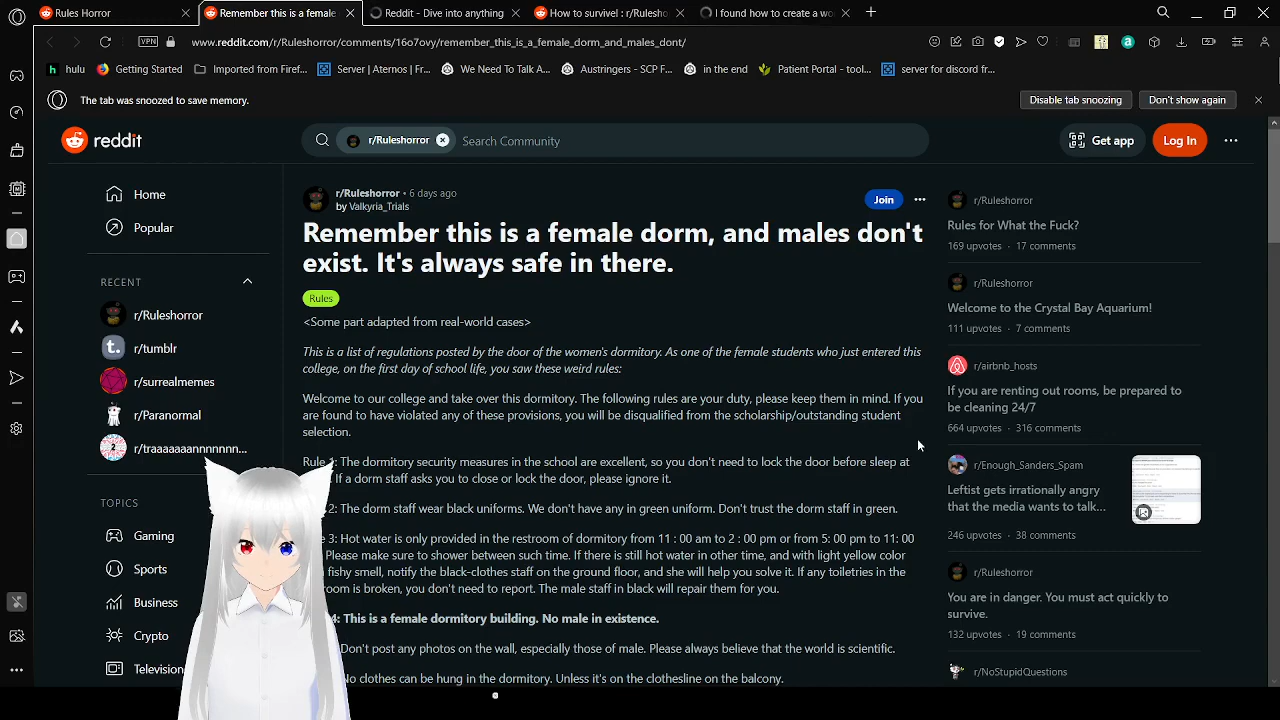 Rules Horror
Remember this is a female
Reddit - Dive into anything
How to survive! : r/Rulesho
I found how to create a wo
VPN
www.reddit.com/r/Ruleshorror/comments/16o7ovy/remember_this_is_a_female_dorm_and_males_dont/
hulu
Getting Started
Imported from Firef...
Server | Aternos | Fr...
We Need To Talk A...
Austringers - SCP F...
in the end
Patient Portal - tool...
server for discord fr...
The tab was snoozed to save memory.
Disable tab snoozing
Don't show again
reddit
r/Ruleshorror
Search Community
Get app
Log In
Home
Popular
RECENT
r/Ruleshorror
r/tumblr
r/surrealmemes
r/Paranormal
r/traaaaaaannnnnnn...
TOPICS
Gaming
Sports
Business
Crypto
Television
r/Ruleshorror • 6 days ago
by Valkyria_Trials
Join
Remember this is a female dorm, and males don't
exist. It's always safe in there.
Rules
<Some part adapted from real-world cases>
This is a list of regulations posted by the door of the women's dormitory. As one of the female students who just entered this
college, on the first day of school life, you saw these weird rules:
Welcome to our college and take over this dormitory. The following rules are your duty, please keep them in mind. If you
are found to have violated any of these provisions, you will be disqualified from the scholarship/outstanding student
selection.
Rule 1: The dormitory security measures in the school are excellent, so you don't need to lock the door before sleep at
If a dorm staff asks you to close or lock the door, please ignore it.
2: The dorm staff wear black uniforms. We don't have any in green uniform. Don't trust the dorm staff in green.
3: Hot water is only provided in the restroom of dormitory from 11 : 00 am to 2 : 00 pm or from 5: 00 pm to 11: 00
Please make sure to shower between such time. If there is still hot water in other time, and with light yellow color
fishy smell, notify the black-clothes staff on the ground floor, and she will help you solve it. If any toiletries in the
room is broken, you don't need to report. The male staff in black will repair them for you.
4: This is a female dormitory building. No male in existence.
Don't post any photos on the wall, especially those of male. Please always believe that the world is scientific.
No clothes can be hung in the dormitory. Unless it's on the clothesline on the balcony.
r/Ruleshorror
Rules for What the Fuck?
169 upvotes • 17 comments
r/Ruleshorror
Welcome to the Crystal Bay Aquarium!
111 upvotes • 7 comments
r/airbnb_hosts
If you are renting out rooms, be prepared to
be cleaning 24/7
664 upvotes • 316 comments
r/Enough_Sanders_Spam
Leftist gets irrationally angry
that the media wants to talk...
246 upvotes • 38 comments
r/Ruleshorror
You are in danger. You must act quickly to
survive.
132 upvotes • 19 comments
r/NoStupidQuestions